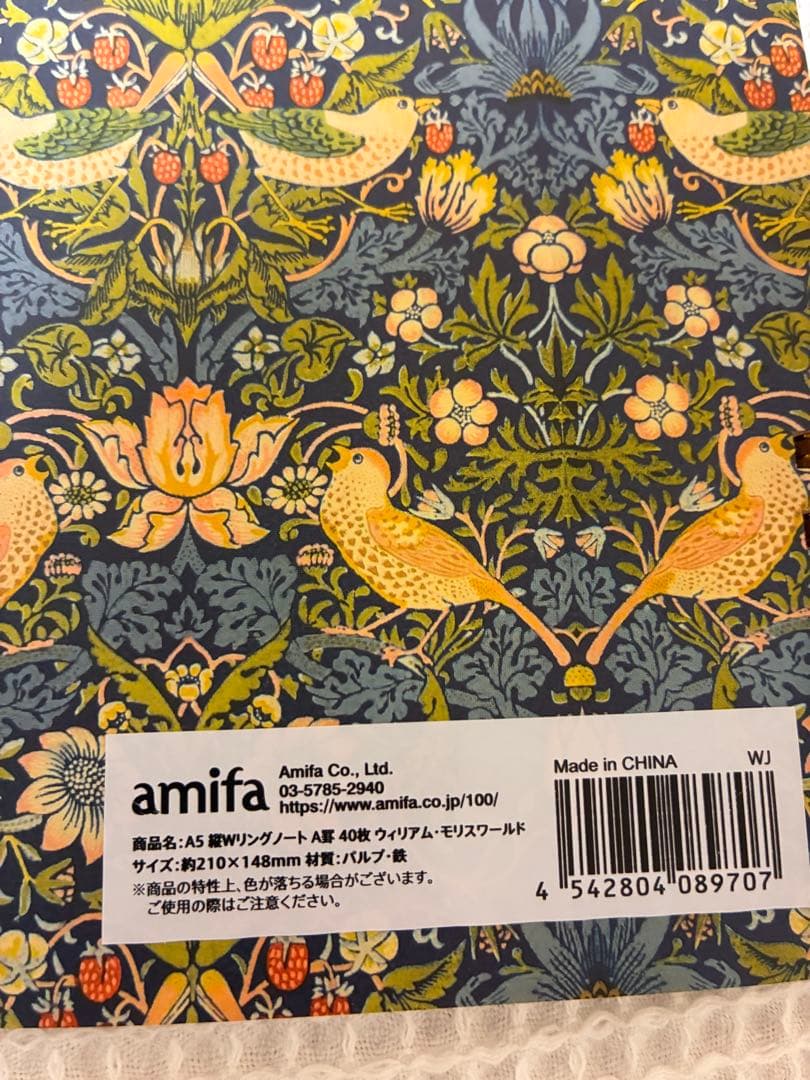 amifa
Amifa Co., Ltd.
03-5785-2940
https://www.amifa.co.jp/100/
商品名：A5 縦Wリングノート A罫 40枚 ウィリアム・モリスワールド
サイズ：約210×148mm 材質：パルプ・鉄
※商品の特性上、色が落ちる場合がございます。
ご使用の際はご注意ください。
Made in CHINA WJ
4 542804 089707